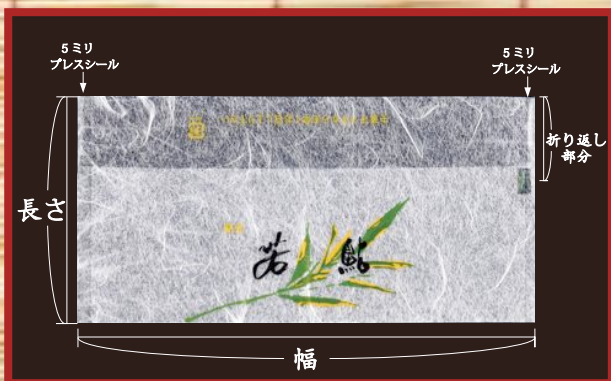 5ミリ
プレスシール
5ミリ
プレスシール
折り返し
部分
長さ
若鮎
幅